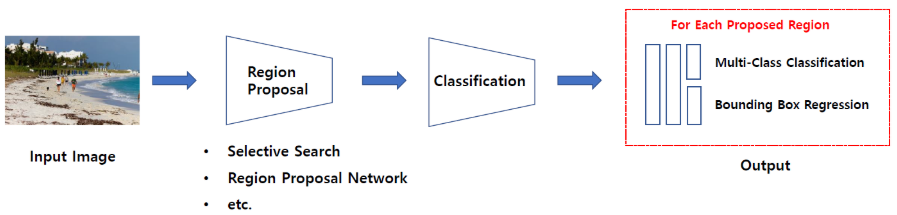 For Each Proposed Region
Region
Proposal
Classification
Multi-Class Classification
Bounding Box Regression
Input Image
• Selective Search
• Region Proposal Network
• etc.
Output